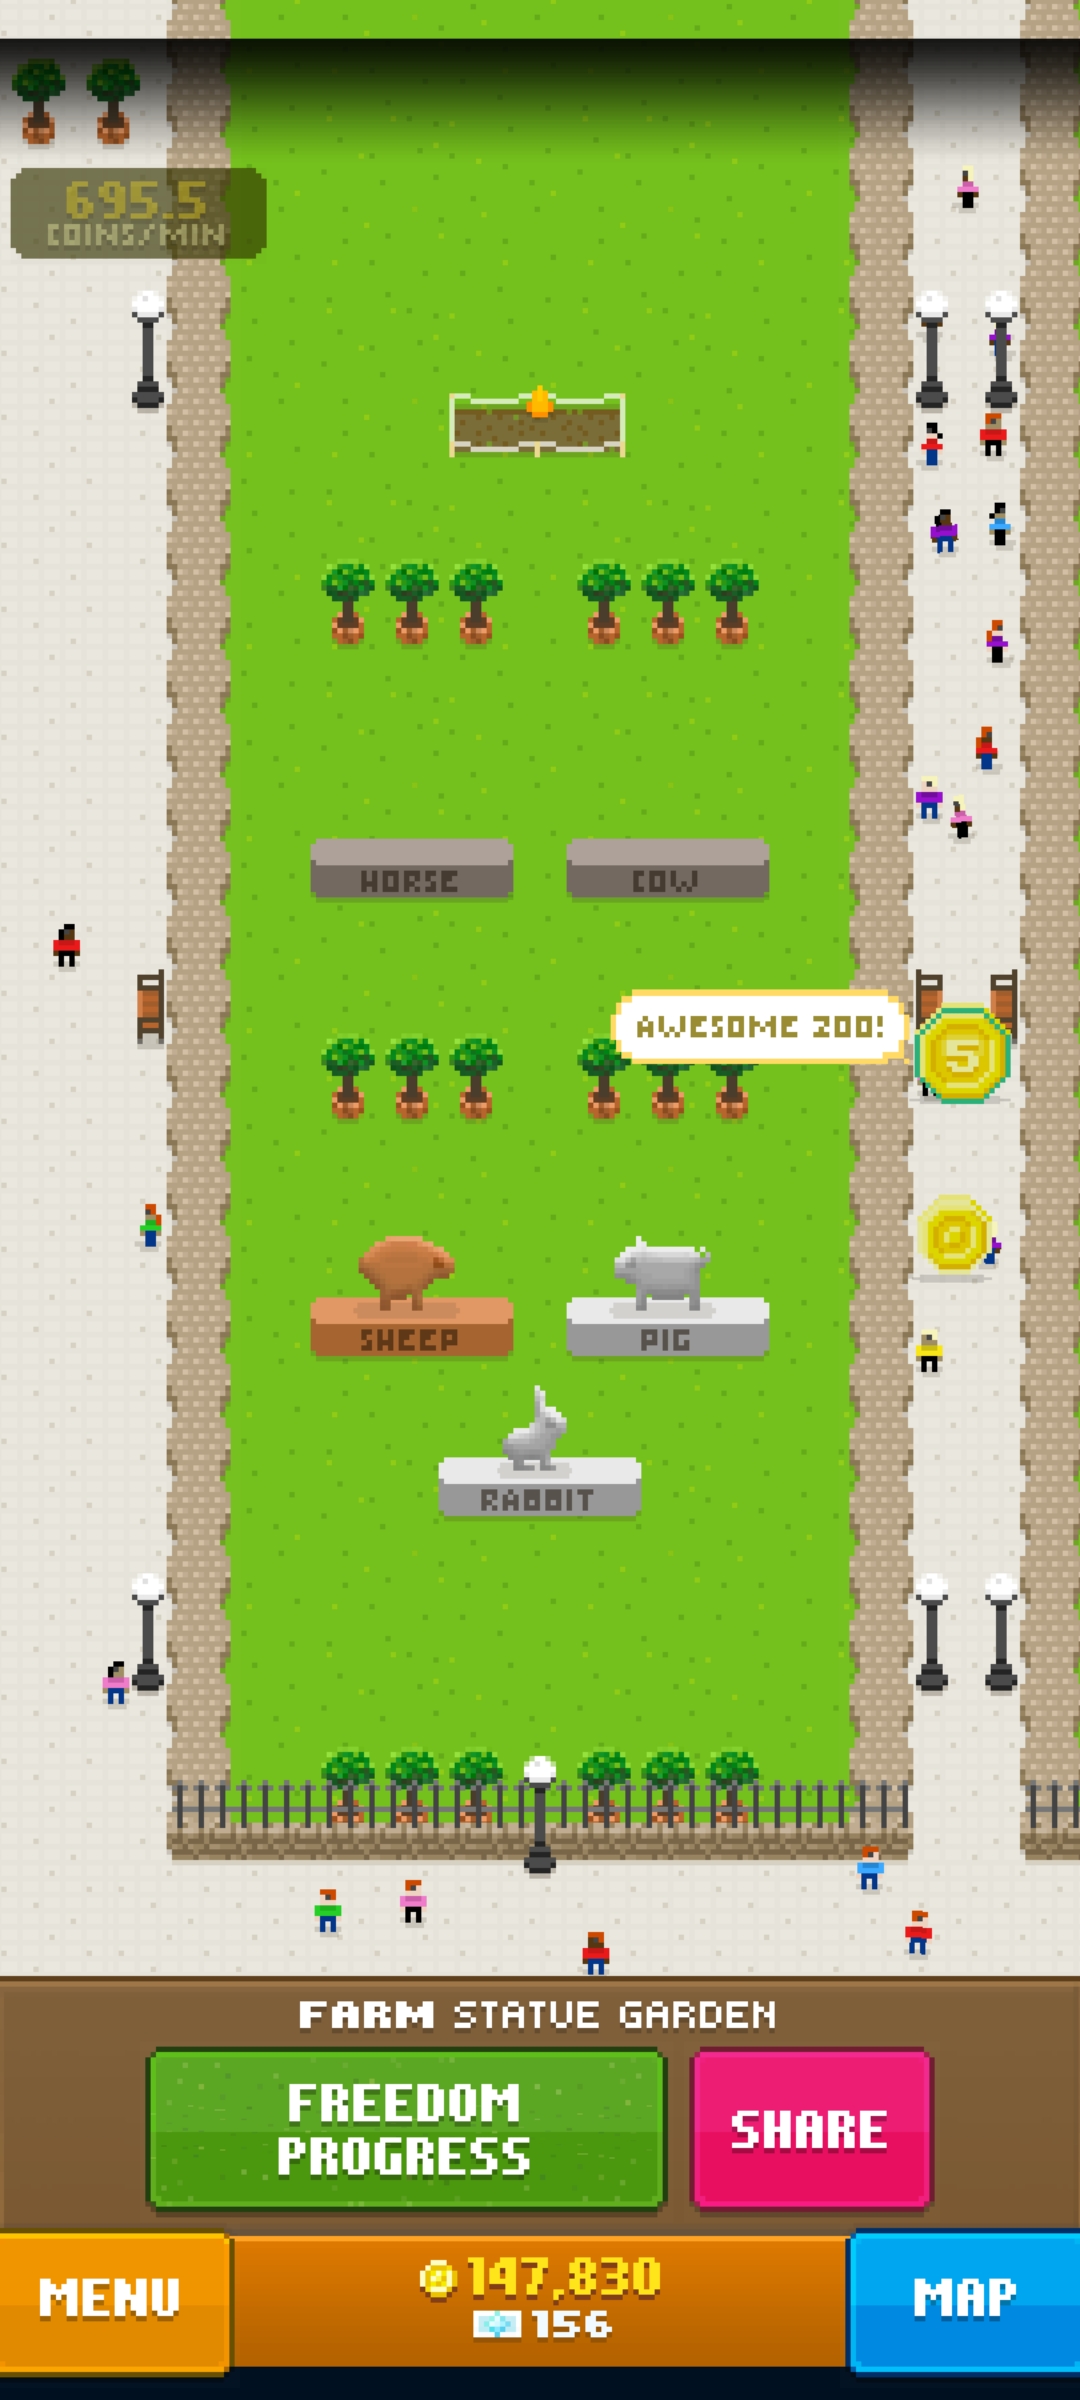 695.5
COINS/MIN
HORSE
COW
AWESOME ZOO!
5
SHEEP
PIG
RABBIT
FARM STATUE GARDEN
FREEDOM
PROGRESS
SHARE
MENU
147,830
156
MAP